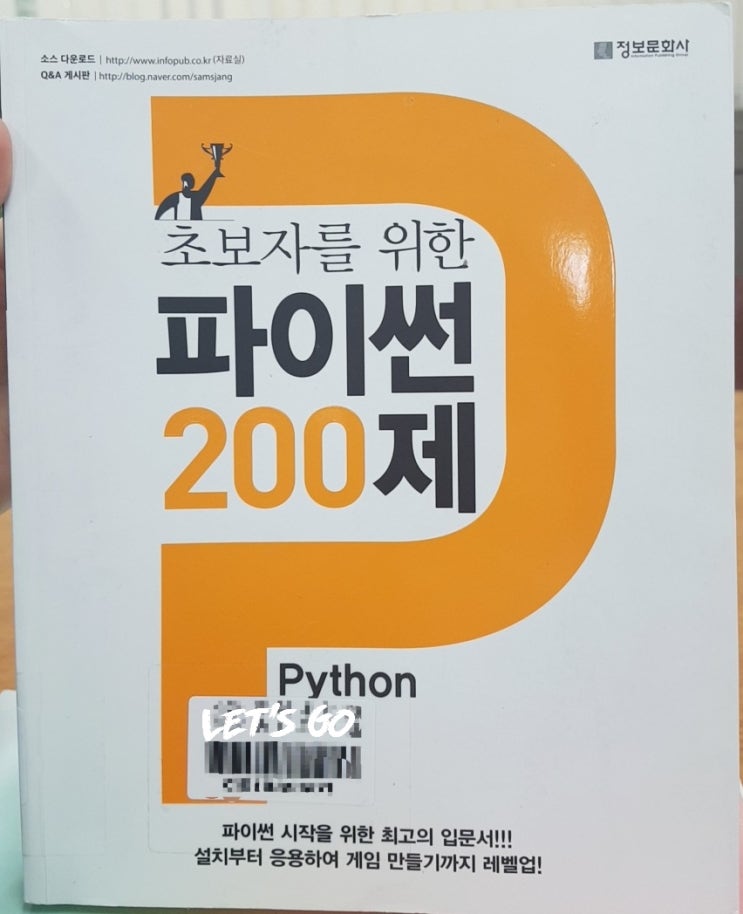 소스 다운로드 | http://www.infopub.co.kr (자료실)
Q&A 게시판 | http://blog.naver.com/samsjang
정보문화사
Information Publishing Group
초보자를 위한
파이썬
200제
Python
LET'S GO
파이썬 시작을 위한 최고의 입문서!!!
설치부터 응용하여 게임 만들기까지 레벨업!